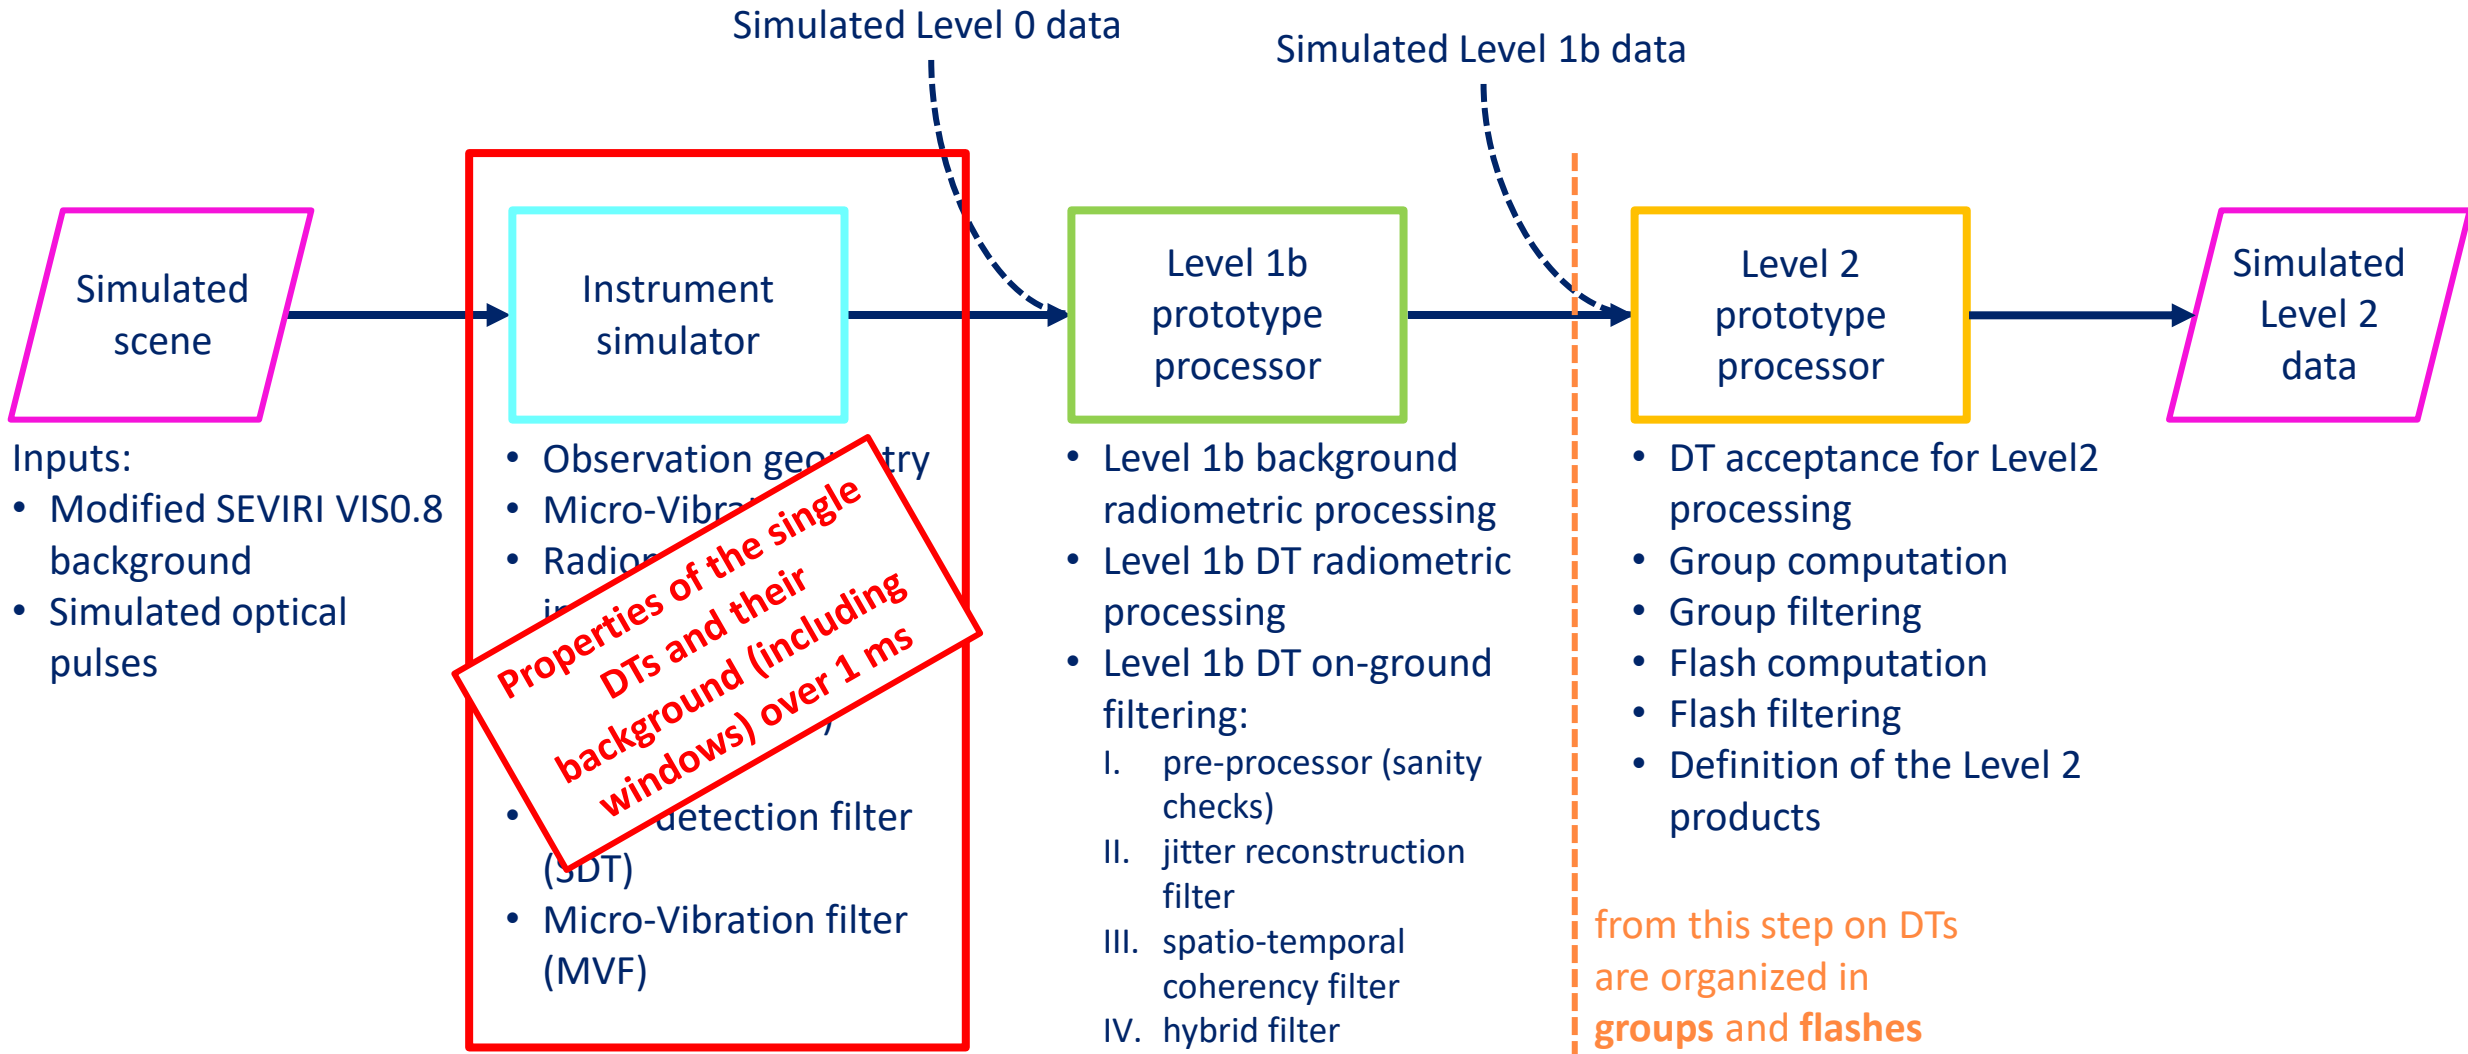 Simulated Level 0 data
Simulated Level 1b data
Simulated
scene
Instrument
simulator
Level 1b
prototype
processor
Level 2
prototype
processor
Simulated
Level 2
data
Inputs:
• Modified SEVIRI VIS0.8
background
• Simulated optical
pulses
• Observation geometry
•
•
• detection filter
(SDT)
• Micro-Vibration filter
(MVF)
Properties of the single
DTs and their
background (including
windows) over 1 ms
• Level 1b background
radiometric processing
• Level 1b DT radiometric
processing
• Level 1b DT on-ground
filtering:
I. pre-processor (sanity
checks)
II. jitter reconstruction
filter
III. spatio-temporal
coherency filter
IV. hybrid filter
• DT acceptance for Level2
processing
• Group computation
• Group filtering
• Flash computation
• Flash filtering
• Definition of the Level 2
products
from this step on DTs
are organized in
groups and flashes